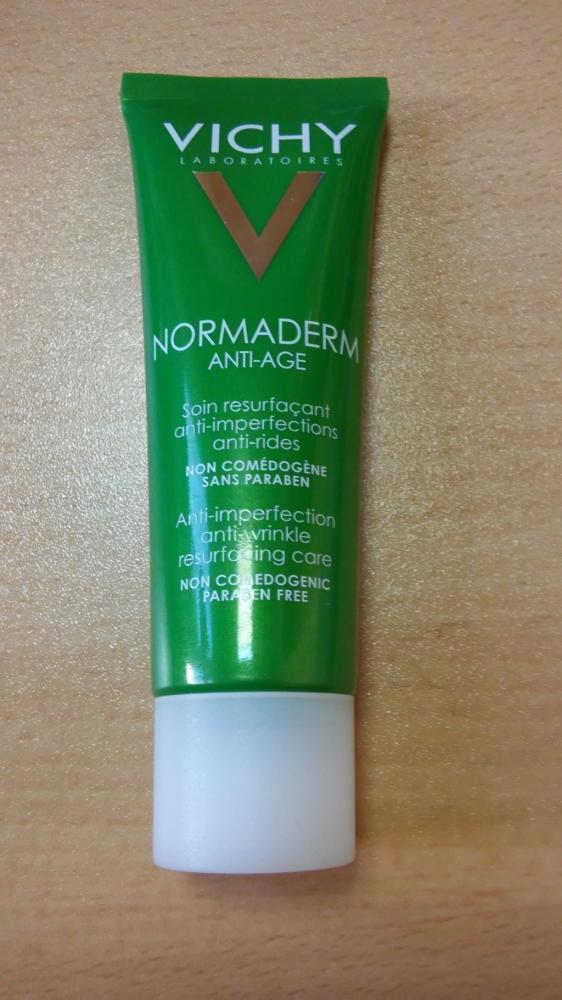 VICHY
LABORATOIRES
NORMADERM
ANTI-AGE
Soin resurfaçant
anti-imperfections
anti-rides
NON COMÉDOGÈNE
SANS PARABEN
Anti-imperfection
anti-wrinkle
resurfacing care
NON COMEDOGENIC
PARABEN FREE